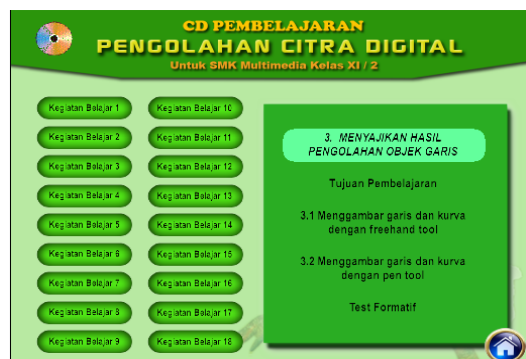 CD PEMBELAJARAN
PENGOLAHAN CITRA DIGITAL
Untuk SMK Multimedia Kelas XI / 2
Kegiatan Belajar 1
Kegiatan Belajar 2
Kegiatan Belajar 3
Kegiatan Belajar 4
Kegiatan Belajar 5
Kegiatan Belajar 6
Kegiatan Belajar 7
Kegiatan Belajar 8
Kegiatan Belajar 9
Kegiatan Belajar 10
Kegiatan Belajar 11
Kegiatan Belajar 12
Kegiatan Belajar 13
Kegiatan Belajar 14
Kegiatan Belajar 15
Kegiatan Belajar 16
Kegiatan Belajar 17
Kegiatan Belajar 18
3. MENYAJIKAN HASIL
PENGOLAHAN OBJEK GARIS
Tujuan Pembelajaran
3.1 Menggambar garis dan kurva
dengan freehand tool
3.2 Menggambar garis dan kurva
dengan pen tool
Test Formatif